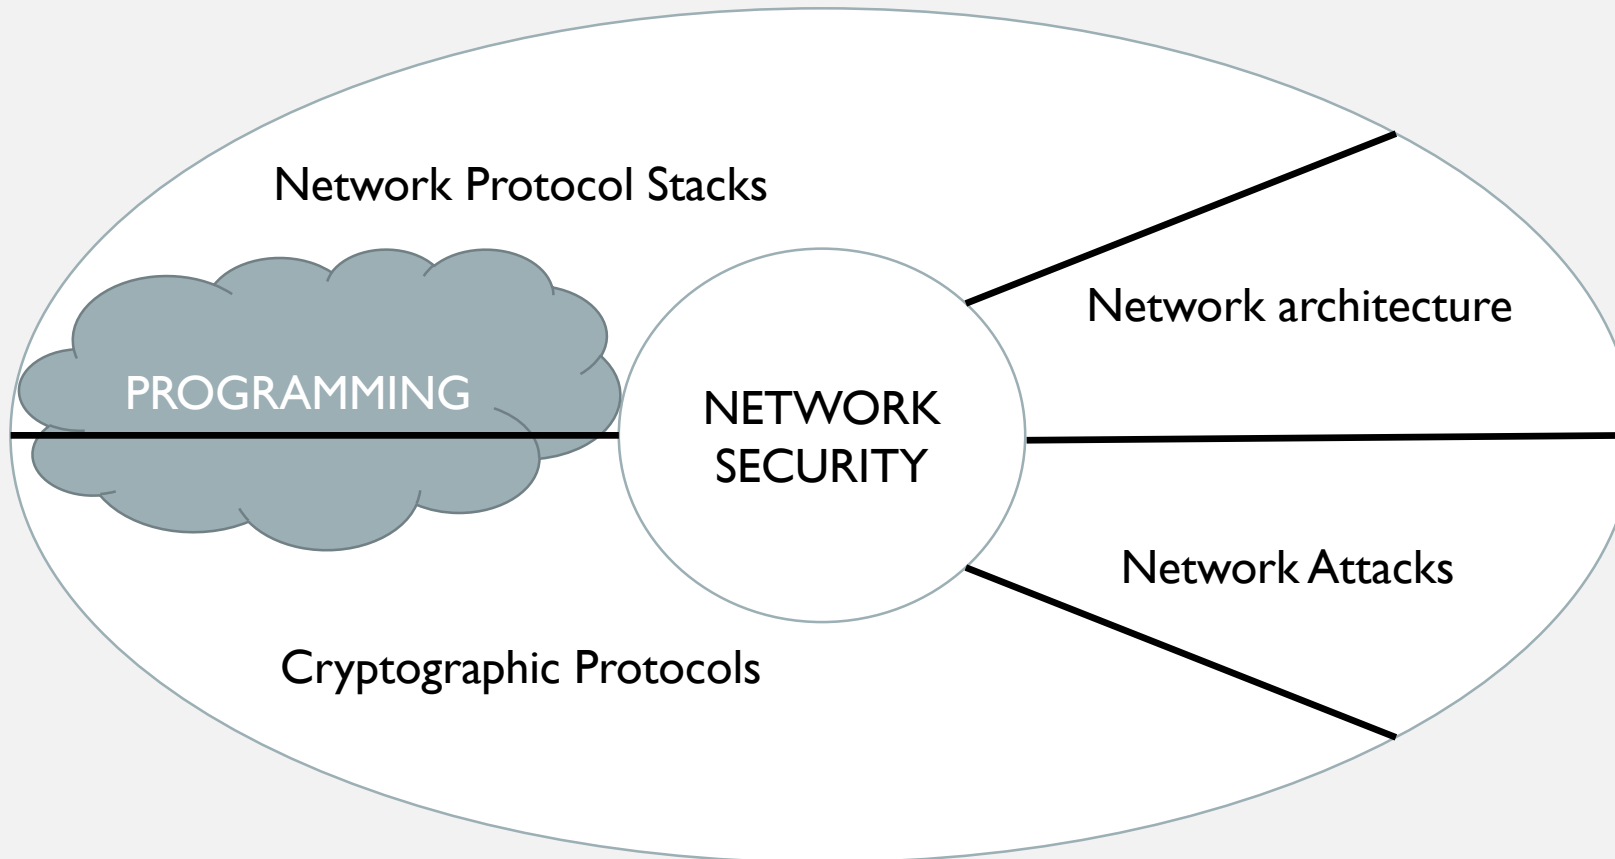 Network Protocol Stacks
Network architecture
PROGRAMMING
NETWORK
SECURITY
Network Attacks
Cryptographic Protocols